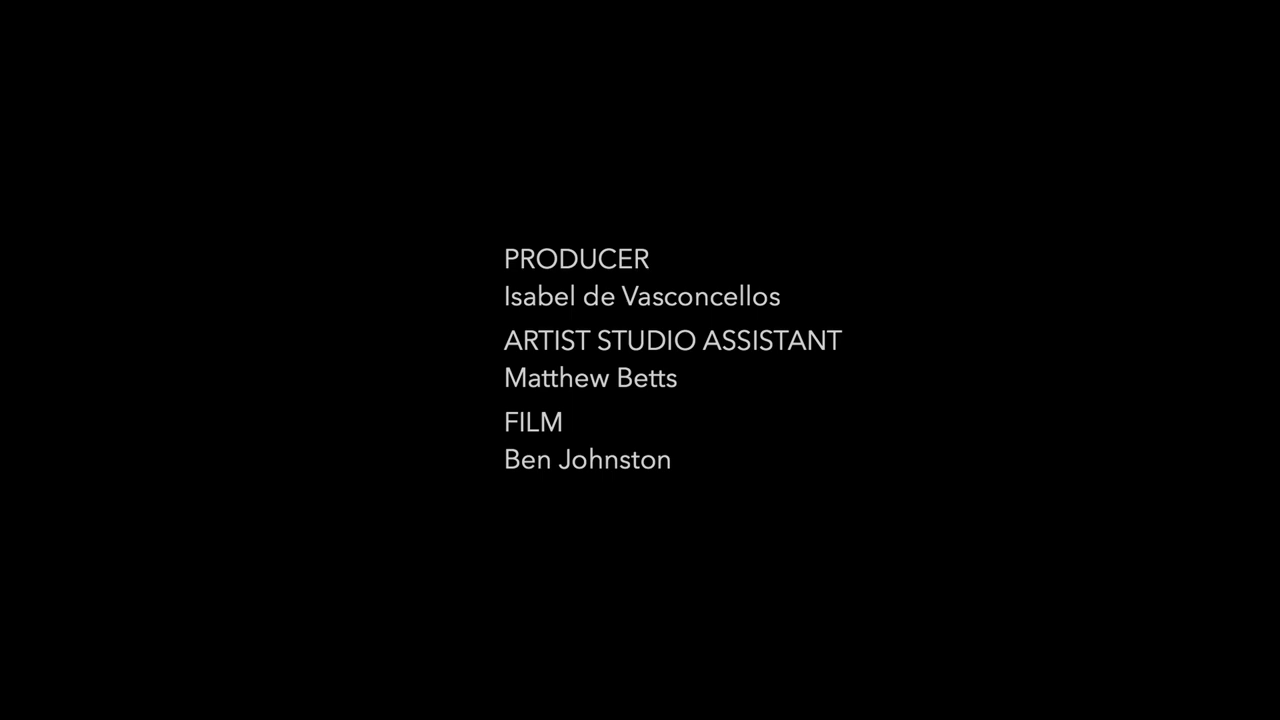 PRODUCER
Isabel de Vasconcellos
ARTIST STUDIO ASSISTANT
Matthew Betts
FILM
Ben Johnston